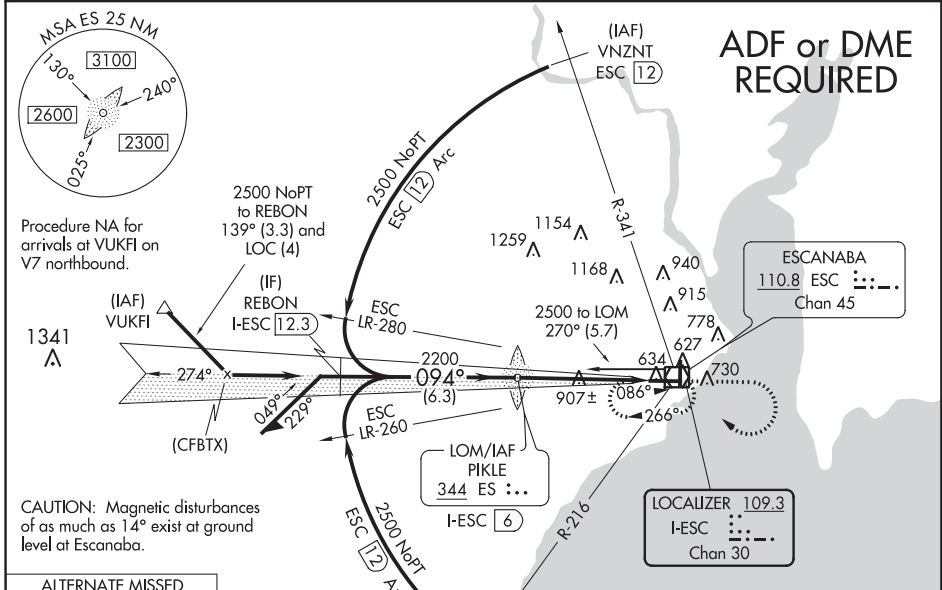 MSA ES 25 NM
3100
130°
240°
2600
2300
025°
(IAF)
VNZNT
ESC 12
ADF or DME
REQUIRED
2500 NoPT
ESC 12 Arc
2500 NoPT
to REBON
139° (3.3) and
LOC (4)
Procedure NA for
arrivals at VUKFI on
V7 northbound.
R-341
1154
1259
1168
940
915
778
627
634
730
907±
ESCANABA
110.8 ESC
Chan 45
(IAF)
VUKFI
(IF)
REBON
I-ESC 12.3
ESC
LR-280
2500 to LOM
270° (5.7)
1341
274°
2200
094°
(6.3)
086°
266°
049°
229°
X
(CFBTX)
ESC
LR-260
LOM/IAF
PIKLE
344 ES
I-ESC 6
R-216
LOCALIZER 109.3
I-ESC
Chan 30
CAUTION: Magnetic disturbances
of as much as 14° exist at ground
level at Escanaba.
2500 NoPT
ESC 12 A
ALTERNATE MISSED